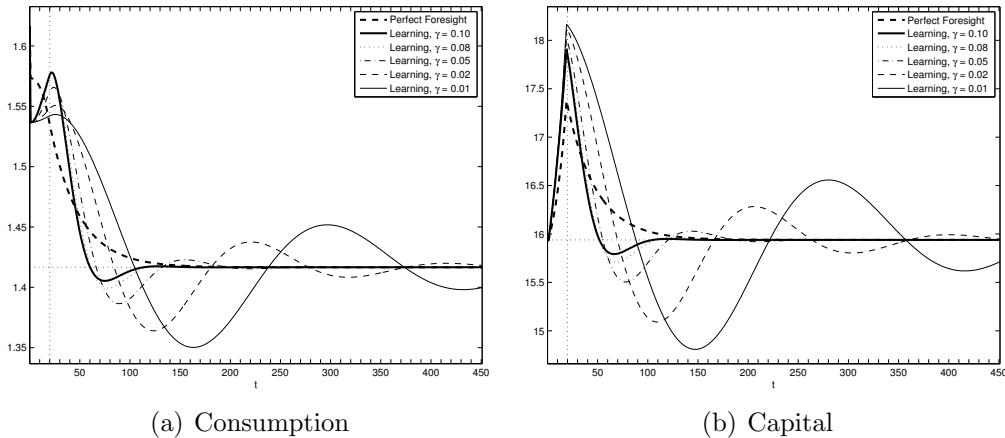 Perfect Foresight
Learning, γ = 0.10
Learning, γ = 0.08
Learning, γ = 0.05
Learning, γ = 0.02
Learning, γ = 0.01
1.6
1.55
1.5
1.45
1.4
1.35
50 100 150 200 250 300 350 400 450
t
(a) Consumption
Perfect Foresight
Learning, γ = 0.10
Learning, γ = 0.08
Learning, γ = 0.05
Learning, γ = 0.02
Learning, γ = 0.01
18
17.5
17
16.5
16
15.5
15
50 100 150 200 250 300 350 400 450
t
(b) Capital